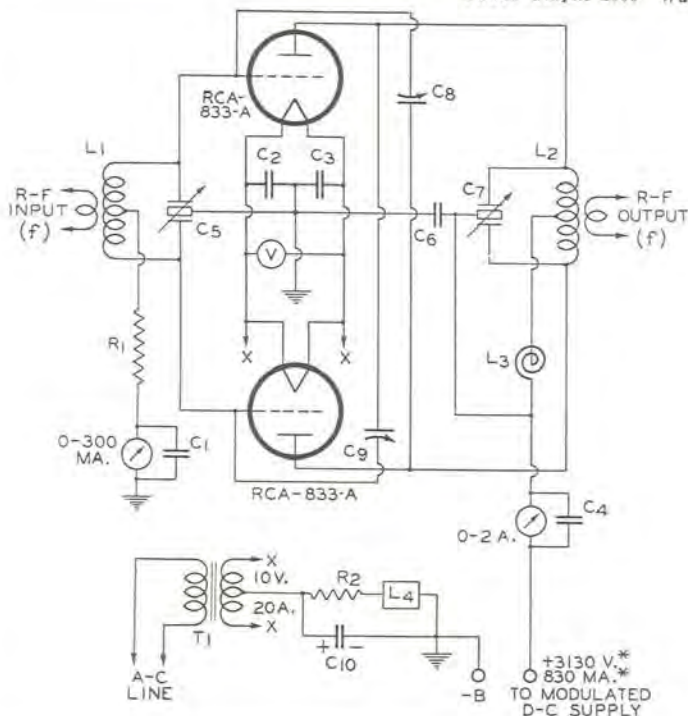 RCA-
833-A
C8
L1
C2
C3
L2
R-F
INPUT
(f)
C5
C7
C6
R-F
OUTPUT
(f)
V
R1
X
X
L3
0-300
MA.
C1
C9
RCA-833-A
C4
0-2 A.
X
10V.
20A.
X
R2
L4
T1
C10
+ -
A-C
LINE
-B
+3130 V.*
830 MA.*
TO MODULATED
D-C SUPPLY